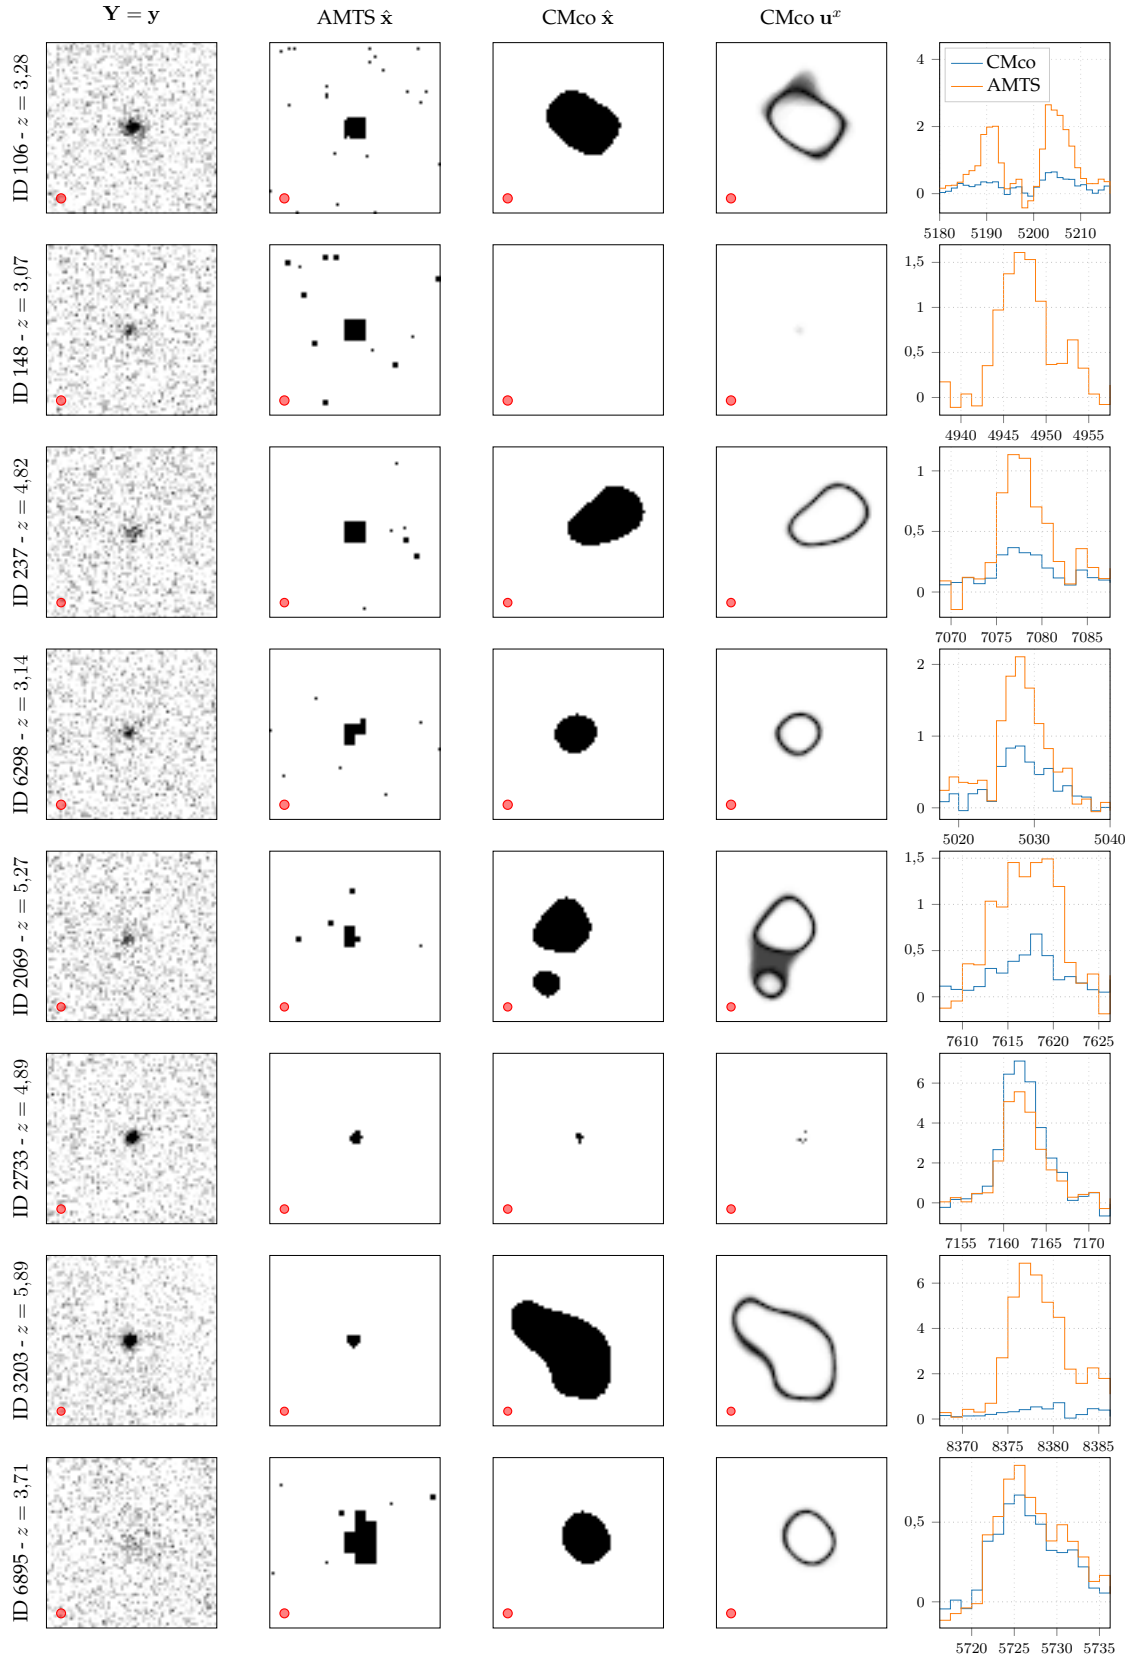 Y = y
AMTS x̂
CMco x̂
CMco uˣ
ID 106 - z = 3,28
CMco
AMTS
4
2
0
5180 5190 5200 5210
ID 148 - z = 3,07
1,5
1
0,5
0
4940 4945 4950 4955
ID 237 - z = 4,82
1
0,5
0
7070 7075 7080 7085
ID 6298 - z = 3,14
2
1
0
5020 5030 5040
ID 2069 - z = 5,27
1,5
1
0,5
0
7610 7615 7620 7625
ID 2733 - z = 4,89
6
4
2
0
7155 7160 7165 7170
ID 3203 - z = 5,89
6
4
2
0
8370 8375 8380 8385
ID 6895 - z = 3,71
0,5
0
5720 5725 5730 5735